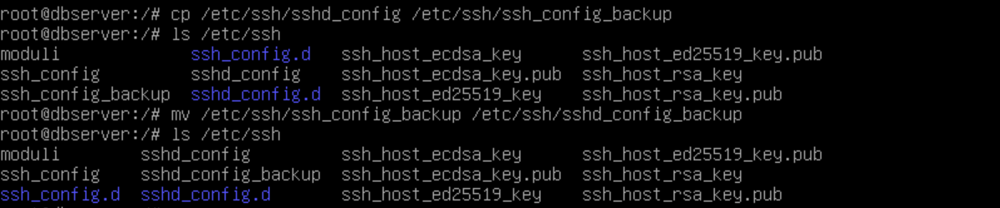 root@dbserver:/# cp /etc/ssh/sshd_config /etc/ssh/ssh_config_backup
root@dbserver:/# ls /etc/ssh
moduli ssh_config.d ssh_host_ecdsa_key ssh_host_ed25519_key.pub
ssh_config sshd_config ssh_host_ecdsa_key.pub ssh_host_rsa_key
ssh_config_backup sshd_config.d ssh_host_ed25519_key ssh_host_rsa_key.pub
root@dbserver:/# mv /etc/ssh/ssh_config_backup /etc/ssh/sshd_config_backup
root@dbserver:/# ls /etc/ssh
moduli sshd_config ssh_host_ecdsa_key ssh_host_ed25519_key.pub
ssh_config sshd_config_backup ssh_host_ecdsa_key.pub ssh_host_rsa_key
ssh_config.d sshd_config.d ssh_host_ed25519_key ssh_host_rsa_key.pub